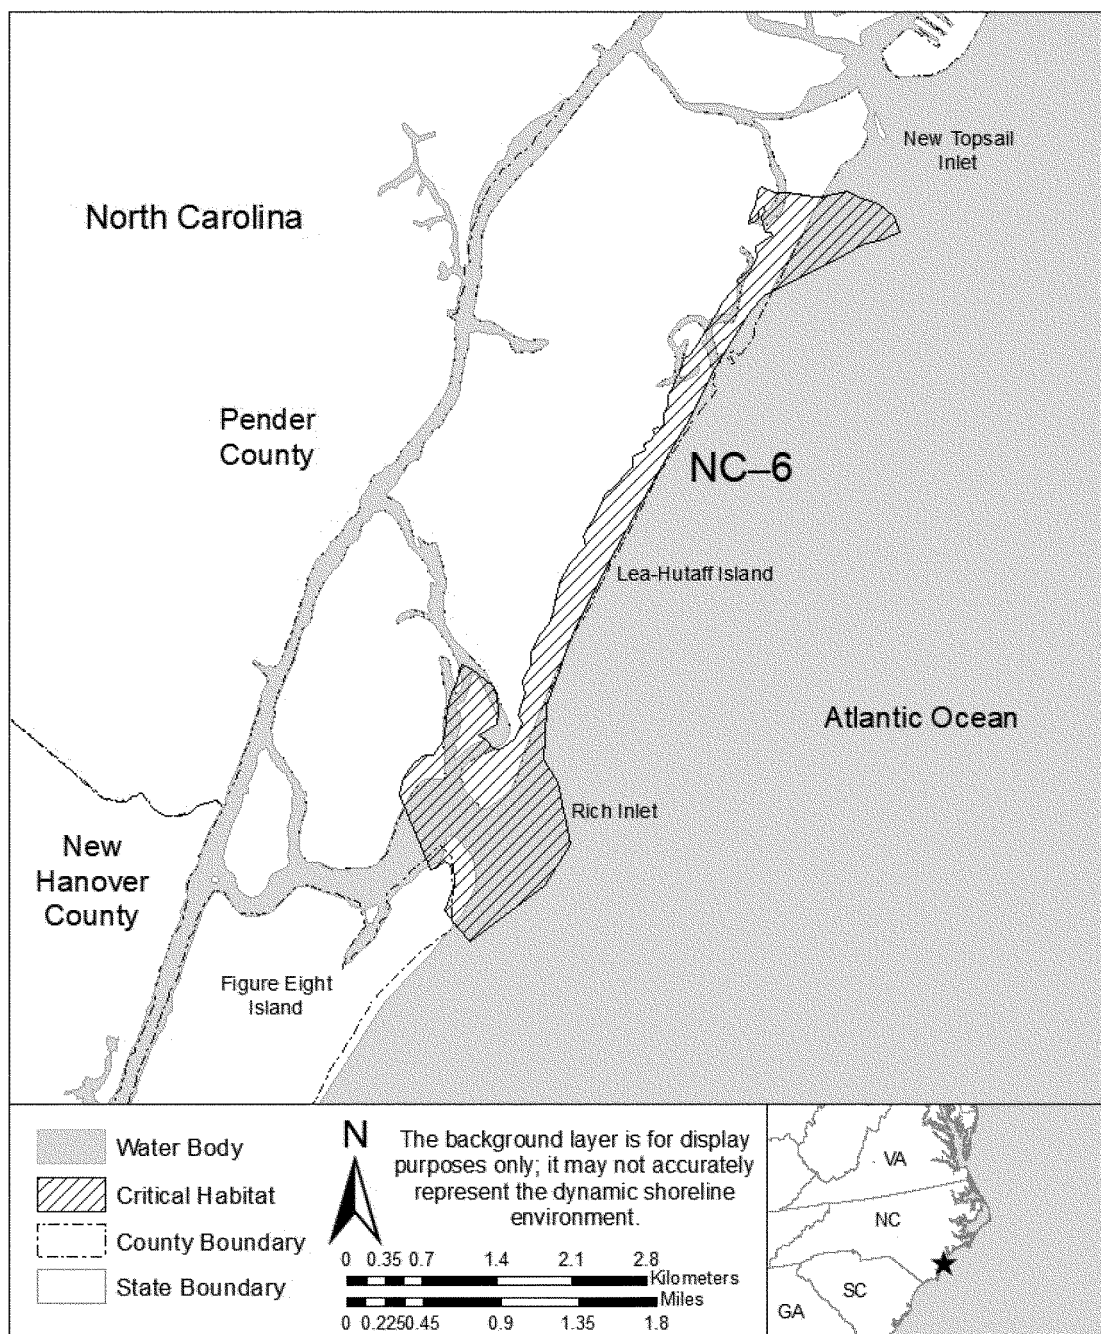 New Topsail
Inlet
North Carolina
Pender
County
NC–6
Lea-Hutaff Island
Atlantic Ocean
Rich Inlet
New
Hanover
County
Figure Eight
Island
Water Body
Critical Habitat
County Boundary
State Boundary
N
The background layer is for display
purposes only; it may not accurately
represent the dynamic shoreline
environment.
0 0.35 0.7 1.4 2.1 2.8
Kilometers
Miles
0 0.225 0.45 0.9 1.35 1.8
VA
NC
SC
GA